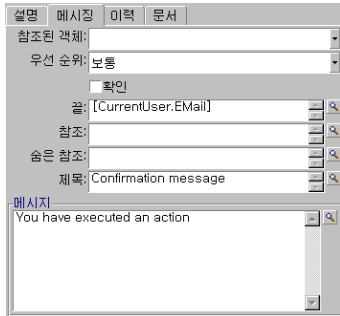 설명 메시징 이력 문서
참조된 객체:
우선 순위: 보통
확인
끝: [CurrentUser.EMail]
참조:
숨은 참조:
제목: Confirmation message
메시지
You have executed an action